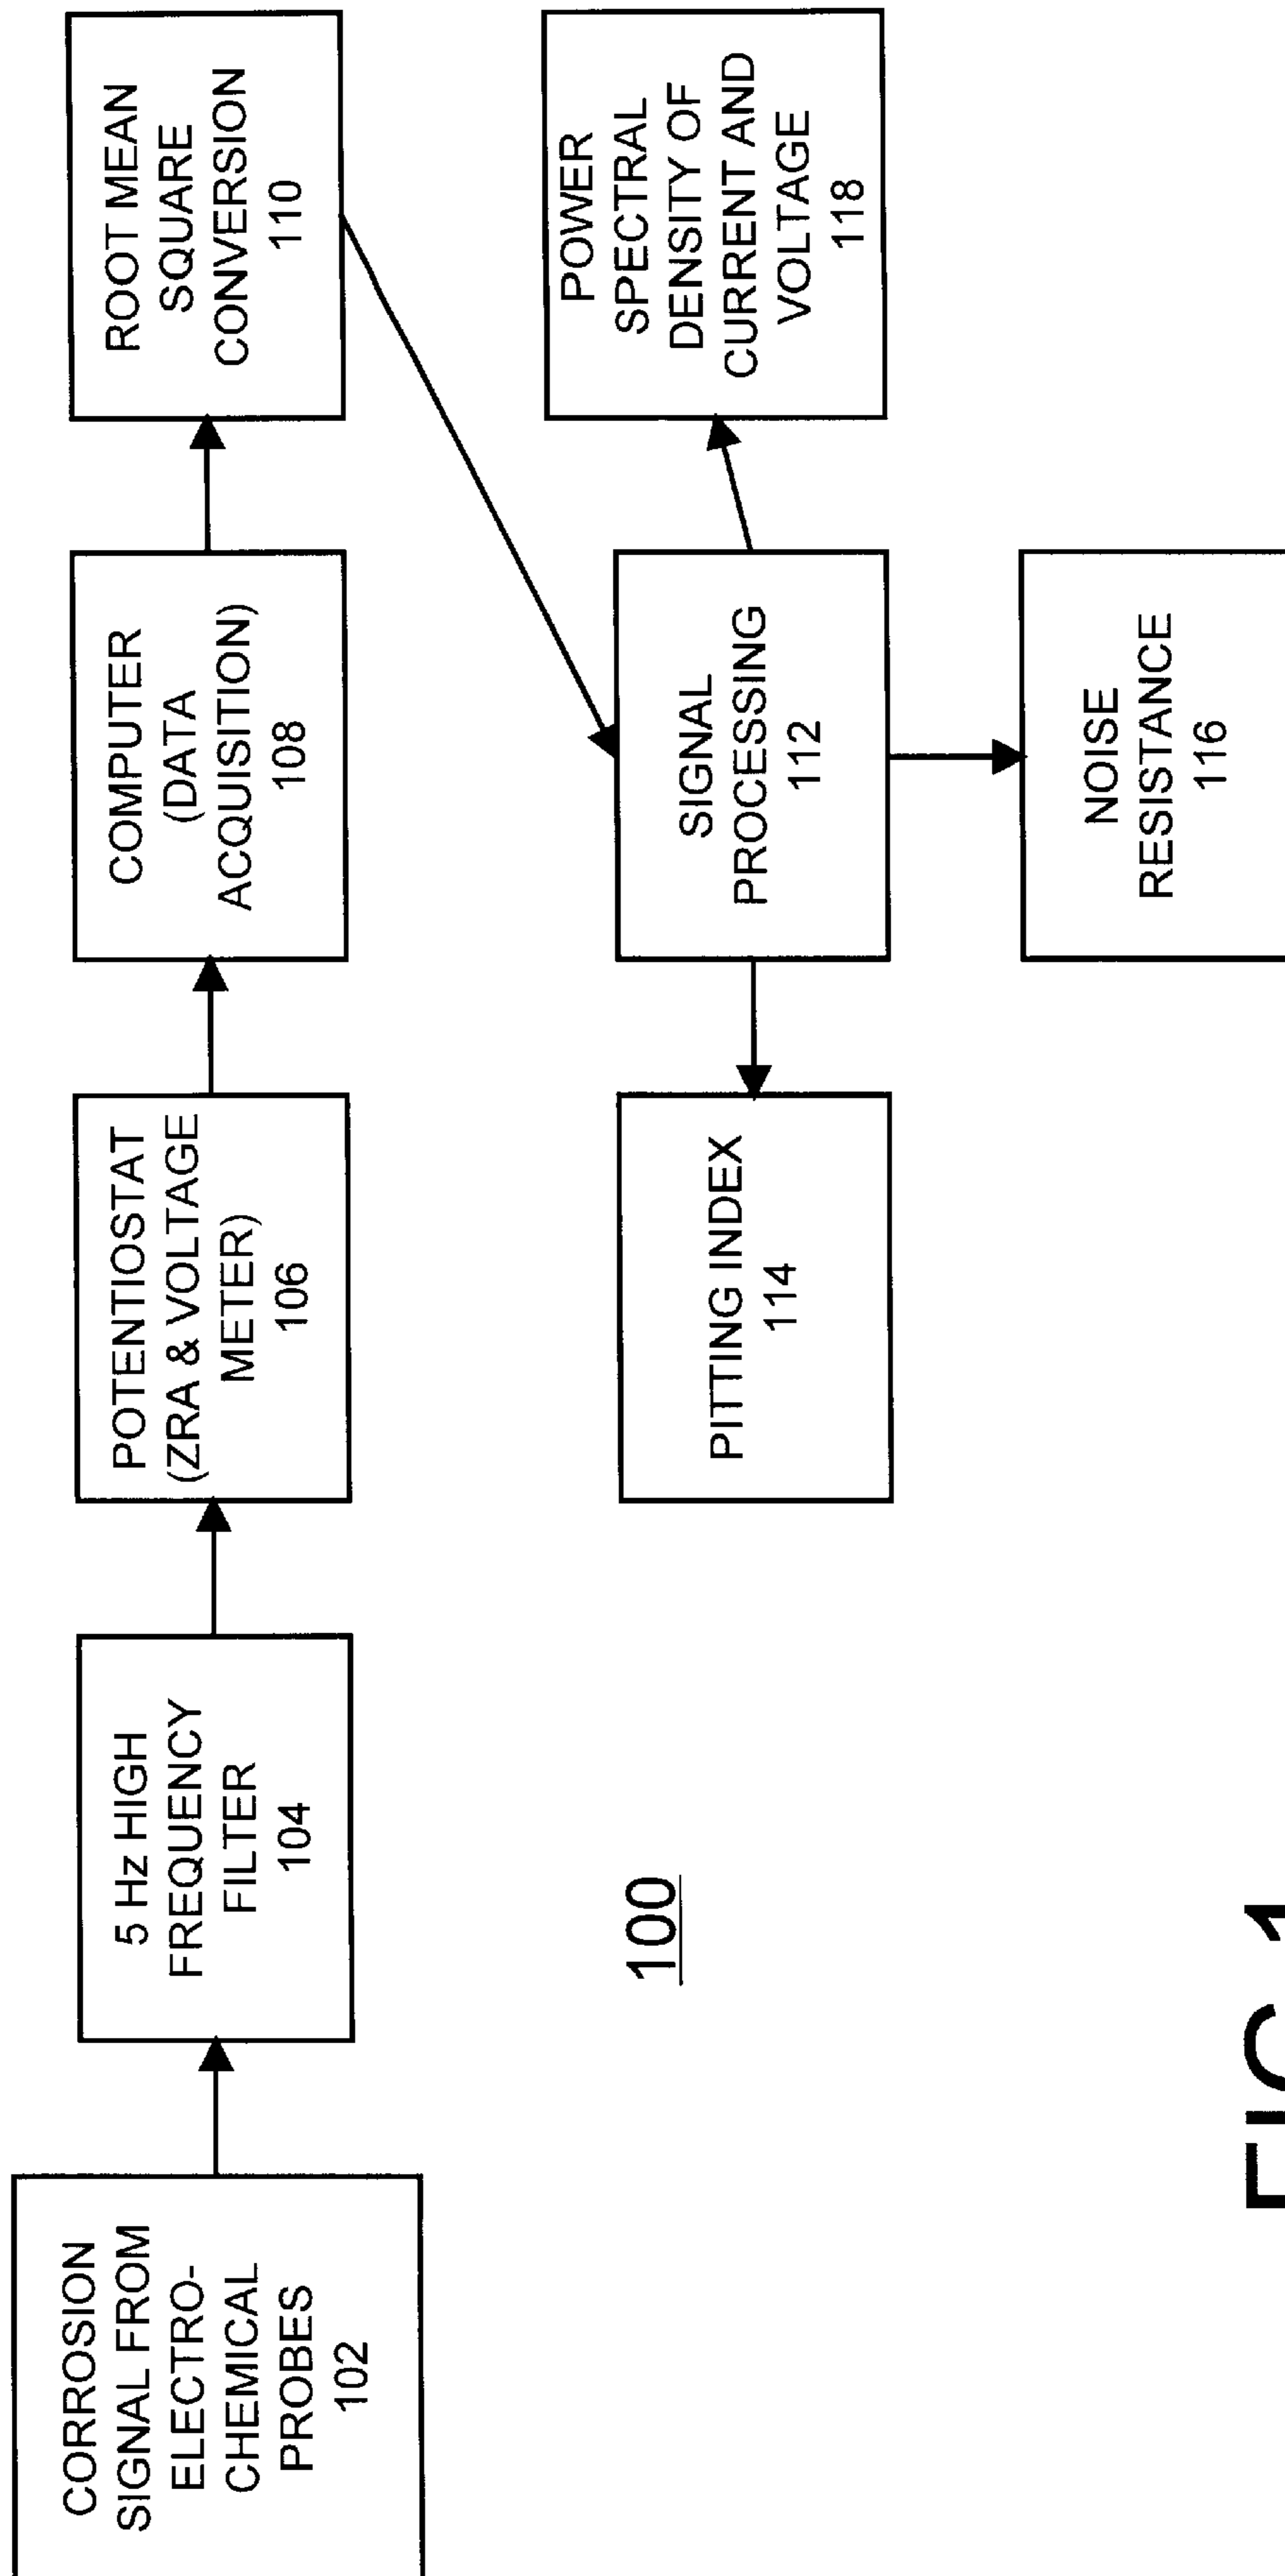 CORROSION
SIGNAL FROM
ELECTRO-
CHEMICAL
PROBES
102
5 Hz HIGH
FREQUENCY
FILTER
104
POTENTIOSTAT
(ZRA & VOLTAGE
METER)
106
COMPUTER
(DATA
ACQUISITION)
108
ROOT MEAN
SQUARE
CONVERSION
110
PITTING INDEX
114
SIGNAL
PROCESSING
112
POWER
SPECTRAL
DENSITY OF
CURRENT AND
VOLTAGE
118
NOISE
RESISTANCE
116
100